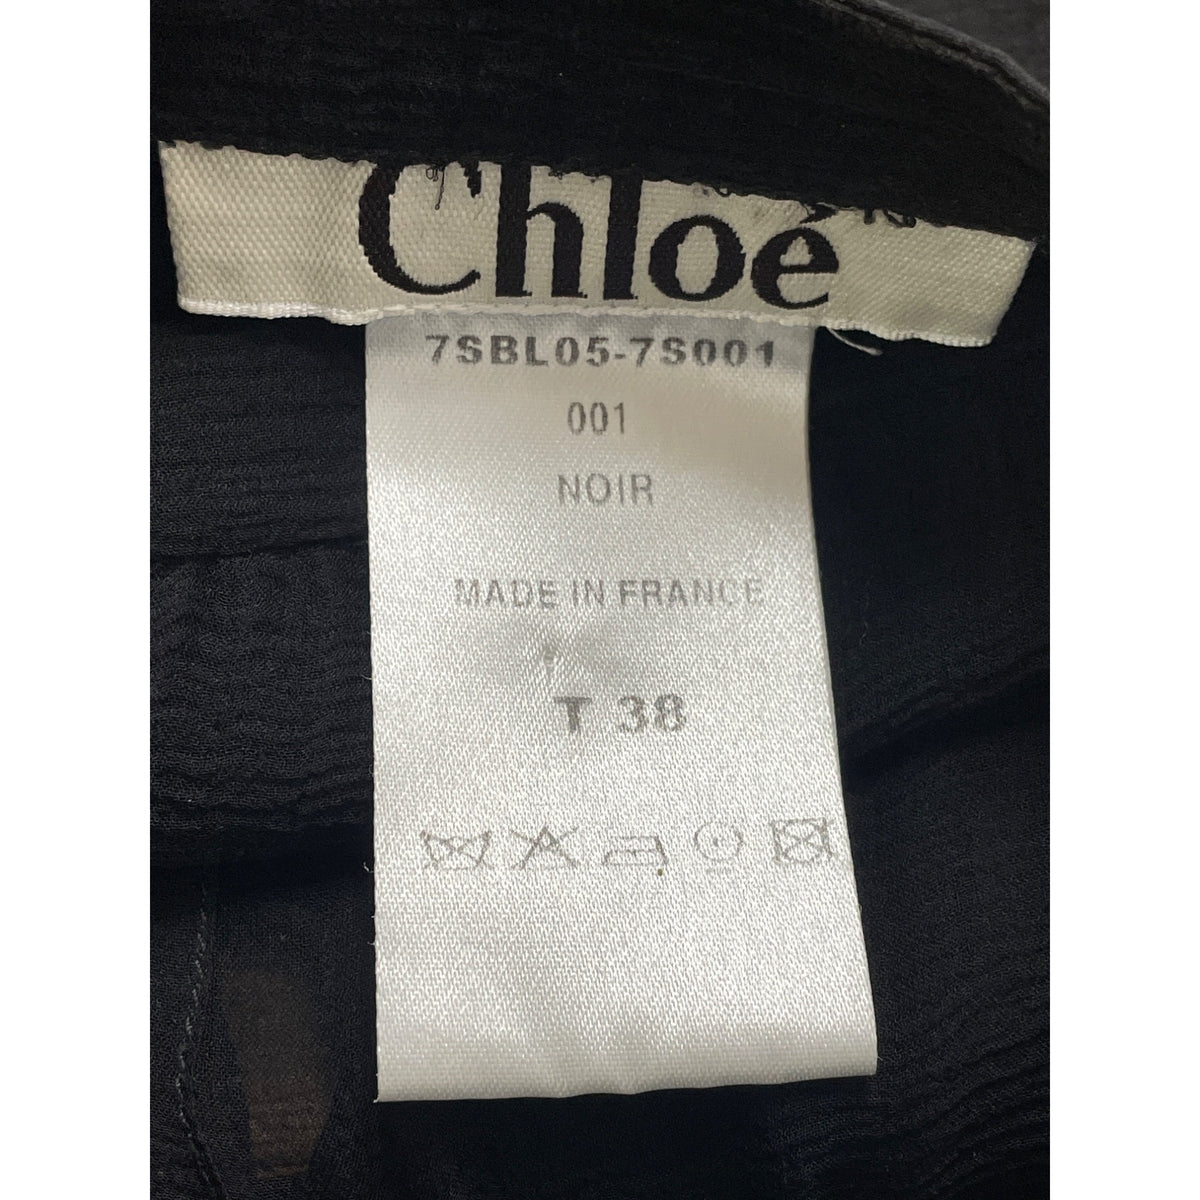 Chloé
7SBL05-7S001
001
NOIR
MADE IN FRANCE
T 38